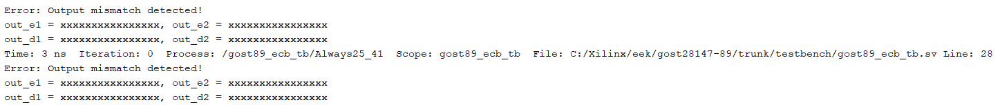 Error: Output mismatch detected!
out_e1 = xxxxxxxxxxxxxxxx, out_e2 = xxxxxxxxxxxxxxxx
out_d1 = xxxxxxxxxxxxxxxx, out_d2 = xxxxxxxxxxxxxxxx
Time: 3 ns  Iteration: 0  Process: /gost89_ecb_tb/Always25_41  Scope: gost89_ecb_tb  File: C:/Xilinx/eek/gost28147-89/trunk/testbench/gost89_ecb_tb.sv Line: 28
Error: Output mismatch detected!
out_e1 = xxxxxxxxxxxxxxxx, out_e2 = xxxxxxxxxxxxxxxx
out_d1 = xxxxxxxxxxxxxxxx, out_d2 = xxxxxxxxxxxxxxxx